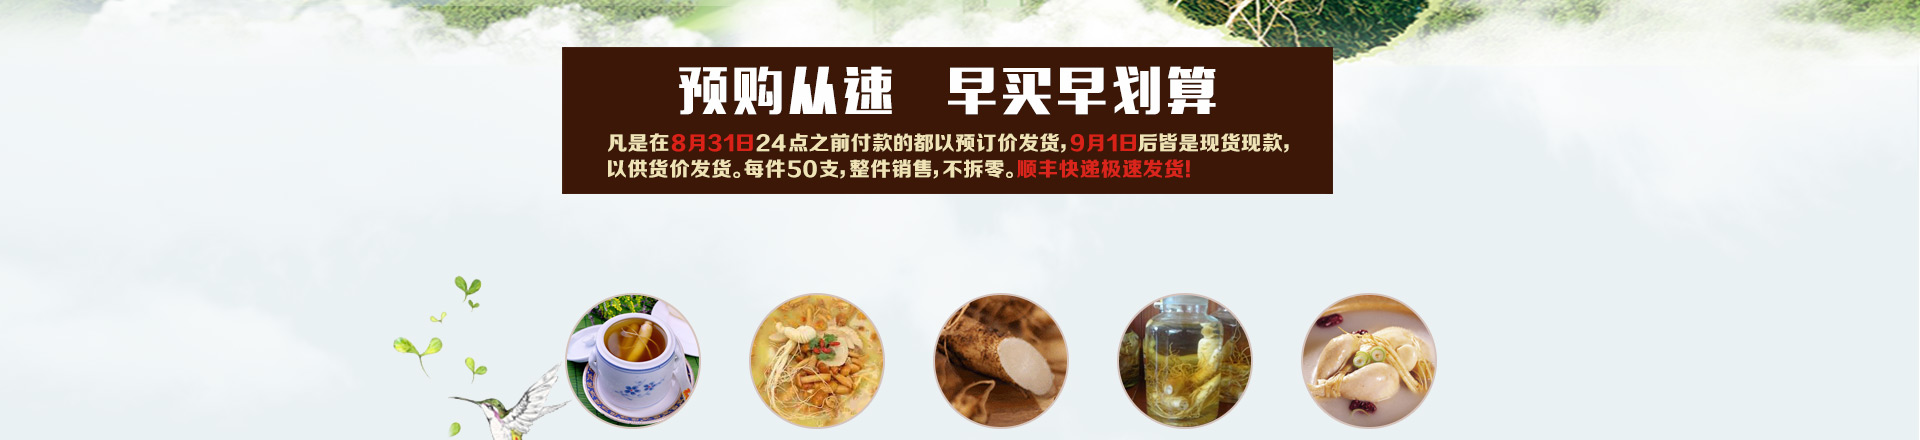 预购从速 早买早划算
凡是在8月31日24点之前付款的都以预订价发货，9月1日后皆是现货现款，
以供货价发货。每件50支，整件销售，不拆零。顺丰快递极速发货！